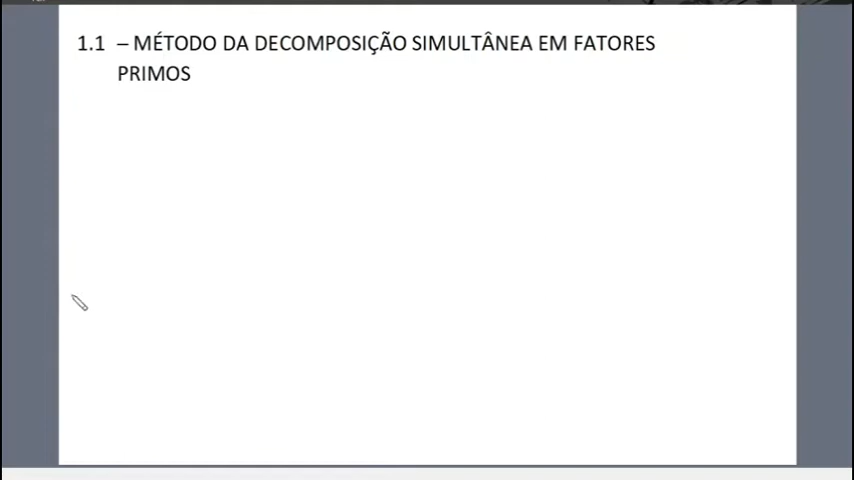 1.1 – MÉTODO DA DECOMPOSIÇÃO SIMULTÂNEA EM FATORES
PRIMOS